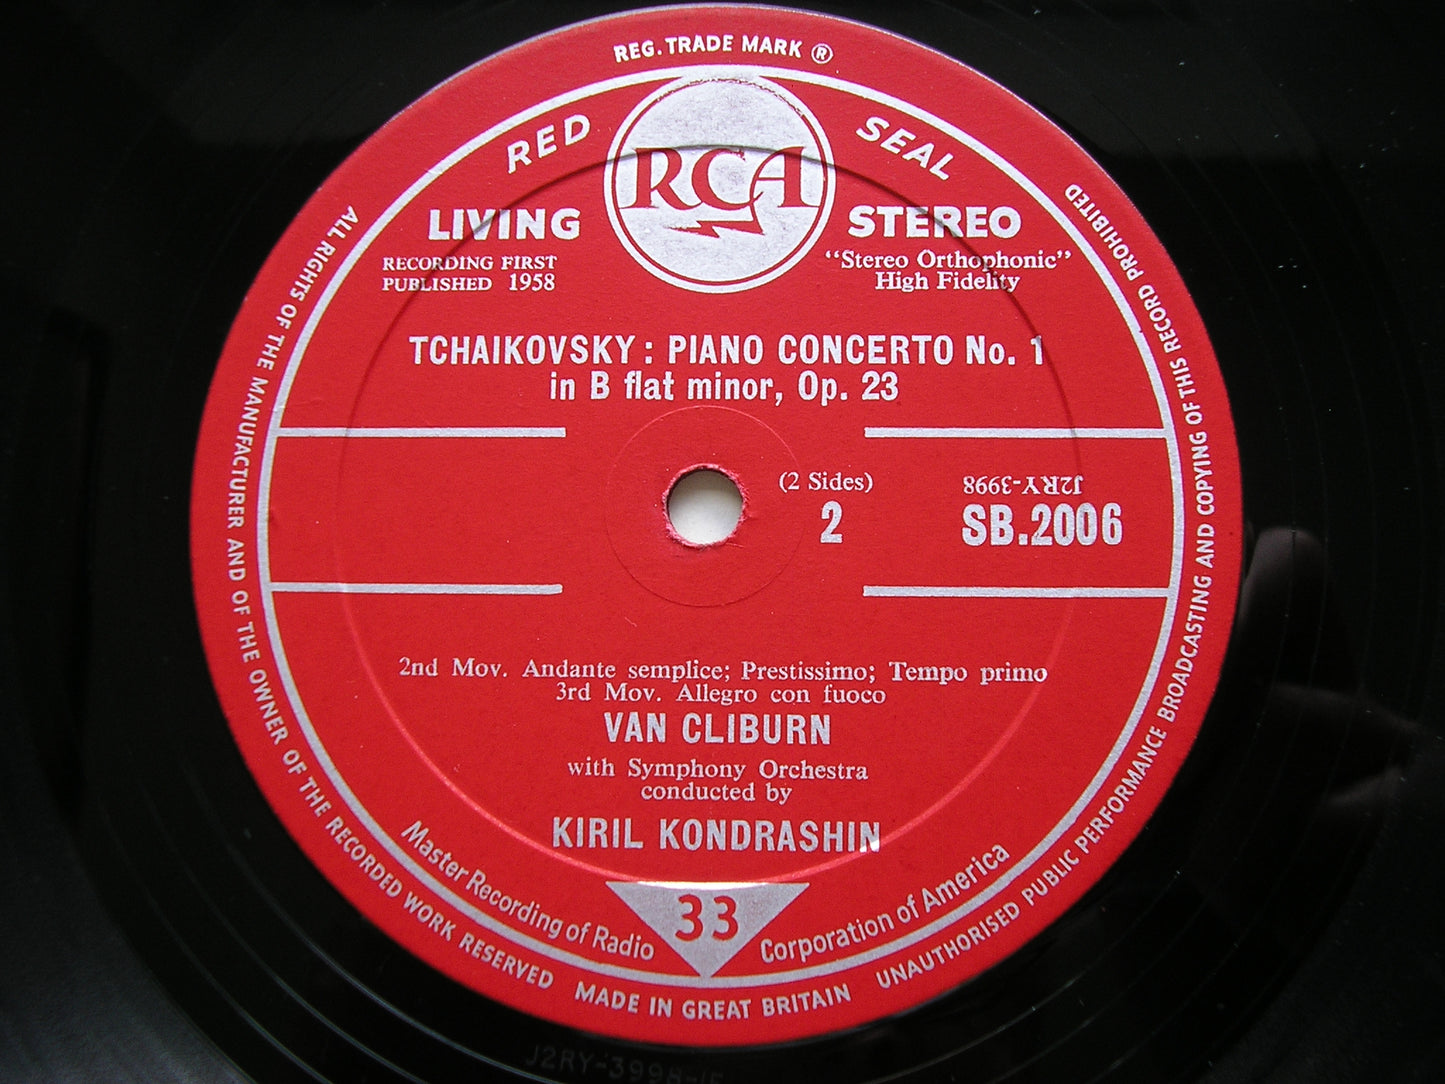 REG. TRADE MARK ®
RED SEAL
RCA
LIVING STEREO
RECORDING FIRST
PUBLISHED 1958
"Stereo Orthophonic"
High Fidelity
TCHAIKOVSKY : PIANO CONCERTO No. 1
in B flat minor, Op. 23
(2 Sides)
2
J2RY-3998
SB.2006
2nd Mov. Andante semplice; Prestissimo; Tempo primo
3rd Mov. Allegro con fuoco
VAN CLIBURN
with Symphony Orchestra
conducted by
KIRIL KONDRASHIN
33
Master Recording of Radio Corporation of America
ALL RIGHTS OF THE MANUFACTURER AND OF THE OWNER OF THE RECORDED WORK RESERVED
MADE IN GREAT BRITAIN
UNAUTHORISED PUBLIC PERFORMANCE BROADCASTING AND COPYING OF THIS RECORD PROHIBITED